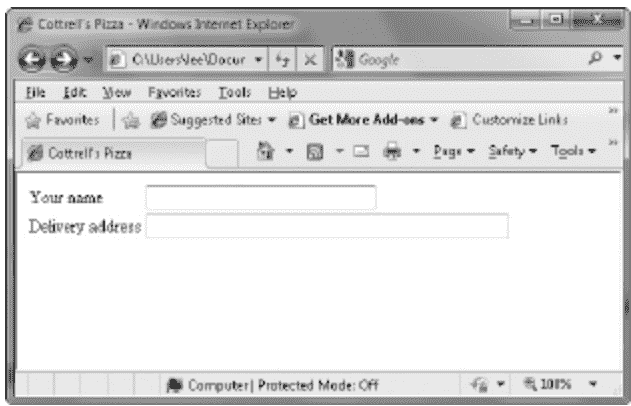 Cottrell's Pizza - Windows Internet Explorer
C:\Users\lee\Docur Google
File Edit View Favorites Tools Help
Favorites Suggested Sites Get More Add-ons Customize Links
Cottrell's Pizza Page Safety Tools
Your name
Delivery address
Computer | Protected Mode: Off 100%